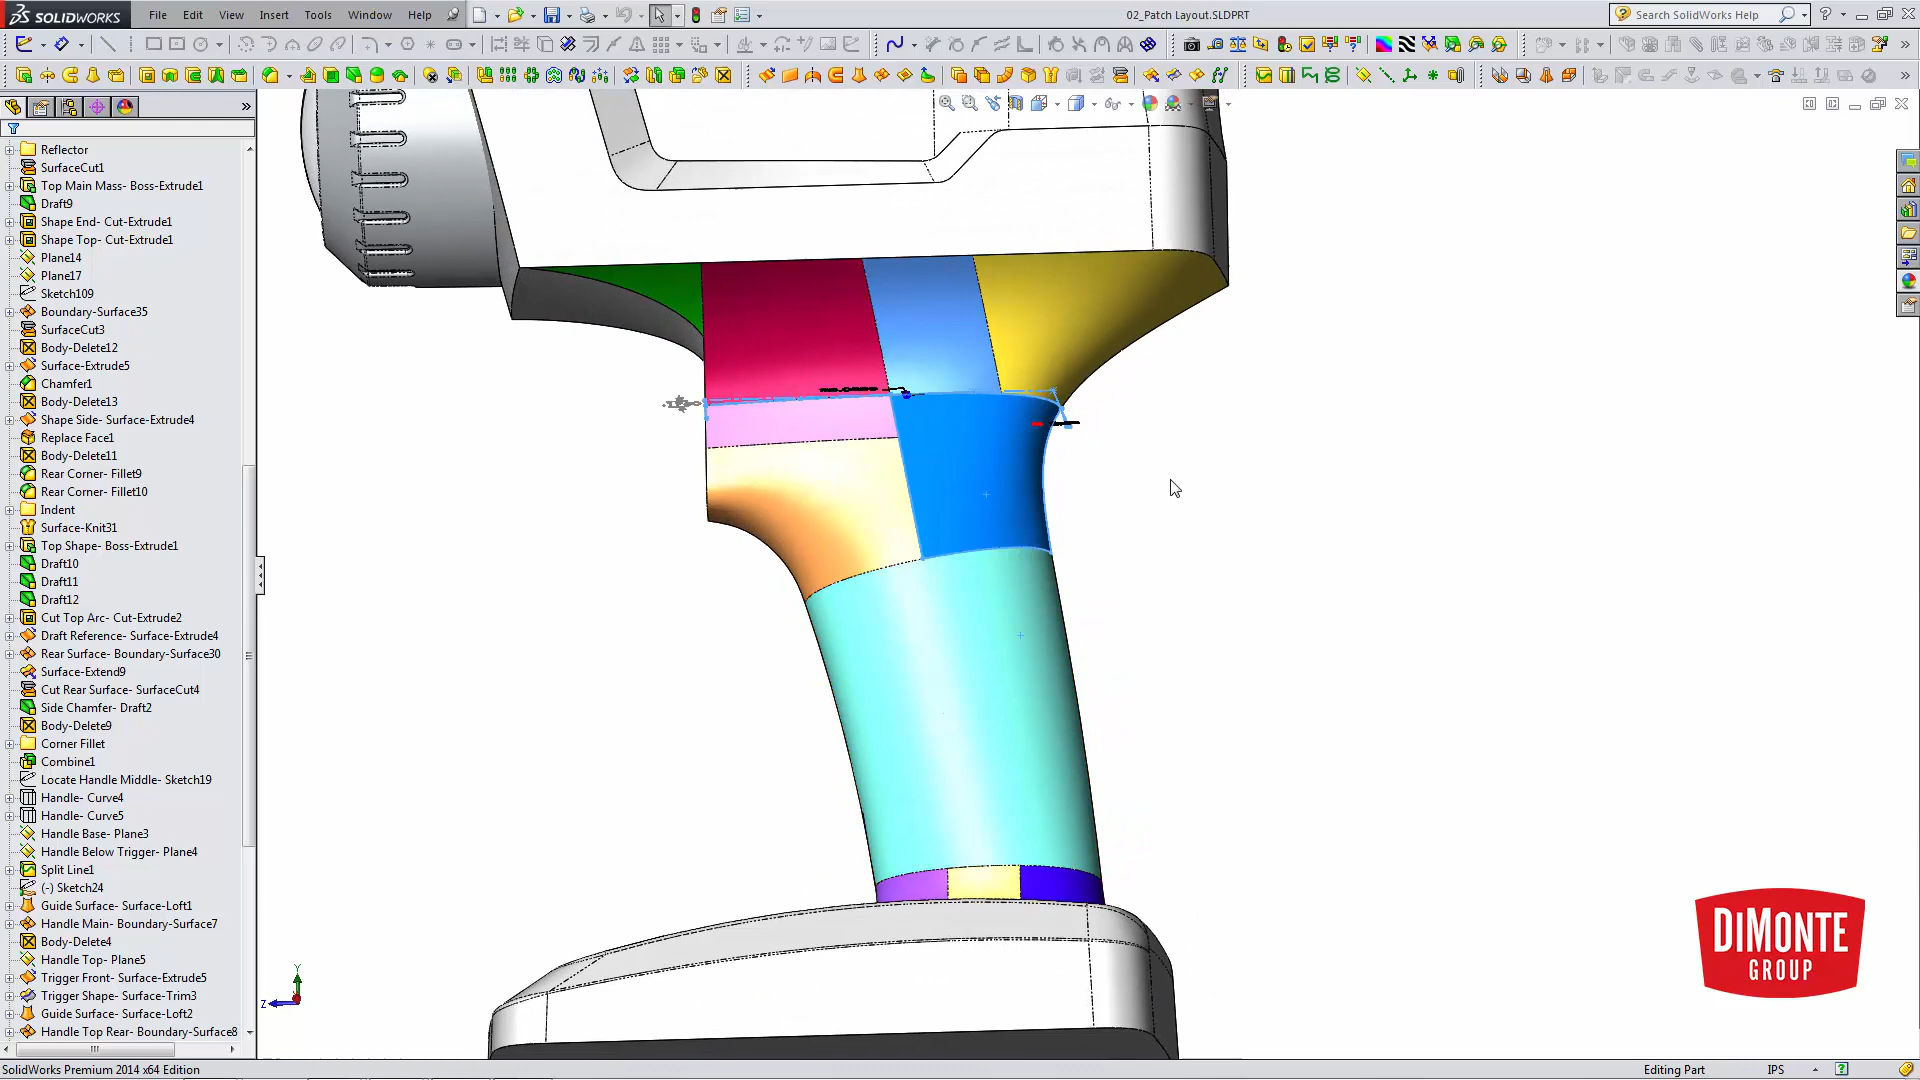 SOLIDWORKS
File
Edit
View
Insert
Tools
Window
Help
02_Patch Layout.SLDPRT
Search SolidWorks Help
Reflector
SurfaceCut1
Top Main Mass- Boss-Extrude1
Draft9
Shape End- Cut-Extrude1
Shape Top- Cut-Extrude1
Plane14
Plane17
Sketch109
Boundary-Surface35
SurfaceCut3
Body-Delete12
Surface-Extrude5
Chamfer1
Body-Delete13
Shape Side- Surface-Extrude4
Replace Face1
Body-Delete11
Rear Corner- Fillet9
Rear Corner- Fillet10
Indent
Surface-Knit31
Top Shape- Boss-Extrude1
Draft10
Draft11
Draft12
Cut Top Arc- Cut-Extrude2
Draft Reference- Surface-Extrude4
Rear Surface- Boundary-Surface30
Surface-Extend9
Cut Rear Surface- SurfaceCut4
Side Chamfer- Draft2
Body-Delete9
Corner Fillet
Combine1
Locate Handle Middle- Sketch19
Handle- Curve4
Handle- Curve5
Handle Base- Plane3
Handle Below Trigger- Plane4
Split Line1
(-) Sketch24
Guide Surface- Surface-Loft1
Handle Main- Boundary-Surface7
Body-Delete4
Handle Top- Plane5
Trigger Front- Surface-Extrude5
Trigger Shape- Surface-Trim3
Guide Surface- Surface-Loft2
Handle Top Rear- Boundary-Surface8
Y
Z
DIMONTE
GROUP
SolidWorks Premium 2014 x64 Edition
Editing Part
IPS